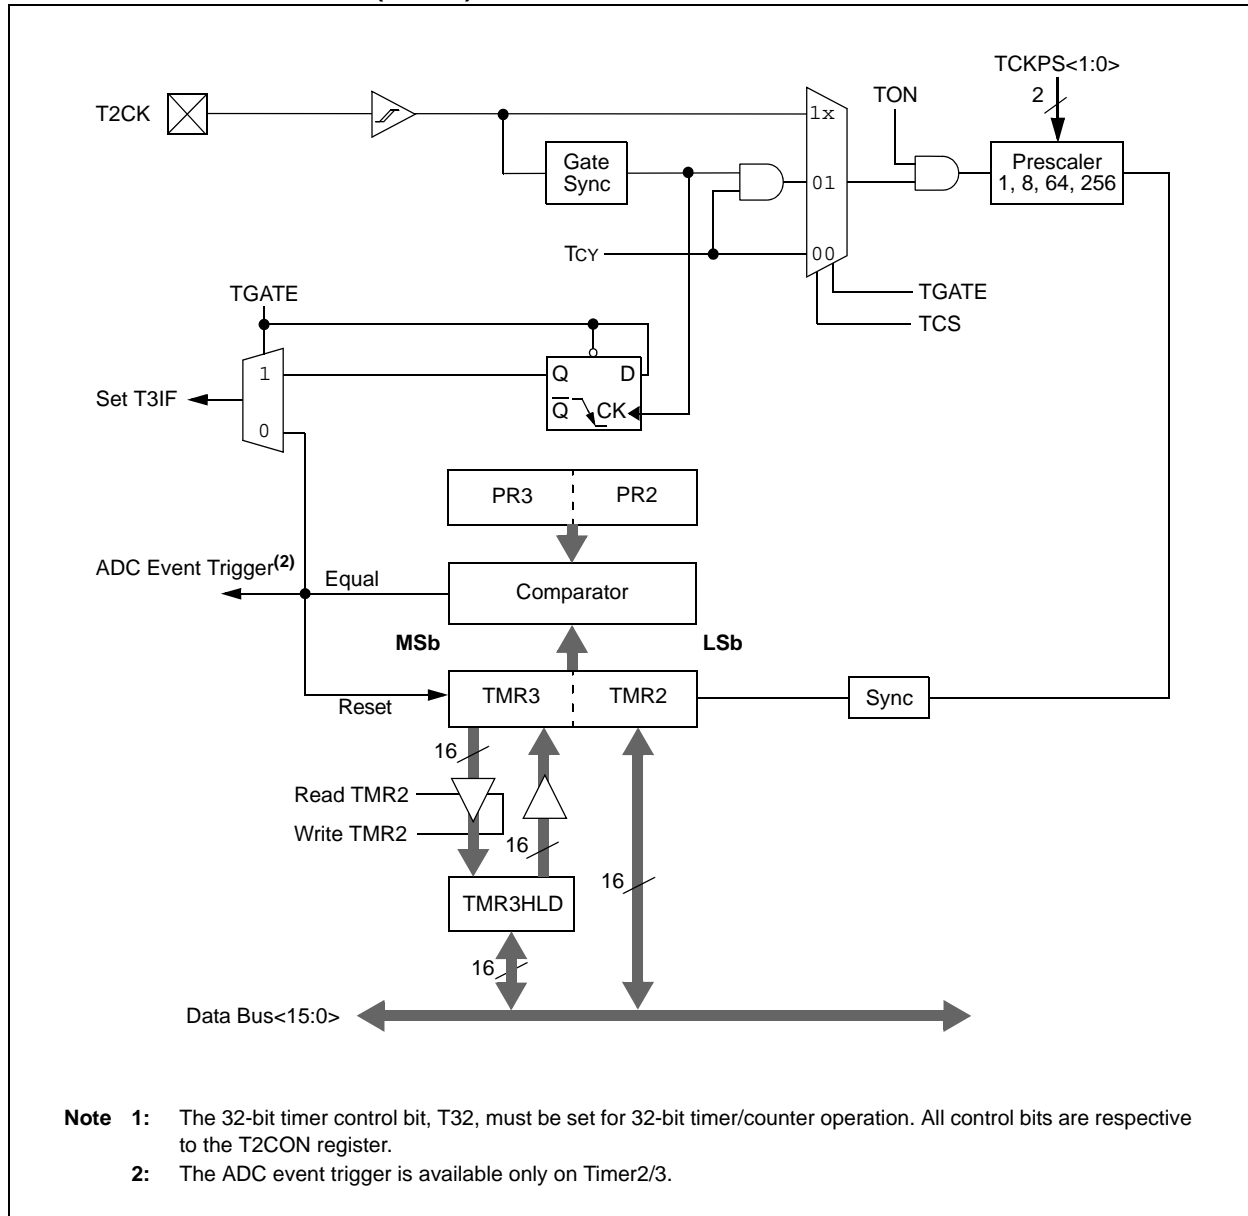 TCKPS<1:0>
2
TON
T2CK
1x
Gate
Sync
Prescaler
1, 8, 64, 256
01
TCY
00
TGATE
TCS
TGATE
1
Q D
Set T3IF
Q CK
0
PR3 PR2
ADC Event Trigger(2)
Equal
Comparator
MSb LSb
TMR3 TMR2
Sync
Reset
16
Read TMR2
Write TMR2
16
16
TMR3HLD
16
Data Bus<15:0>
Note 1: The 32-bit timer control bit, T32, must be set for 32-bit timer/counter operation. All control bits are respective
to the T2CON register.
2: The ADC event trigger is available only on Timer2/3.